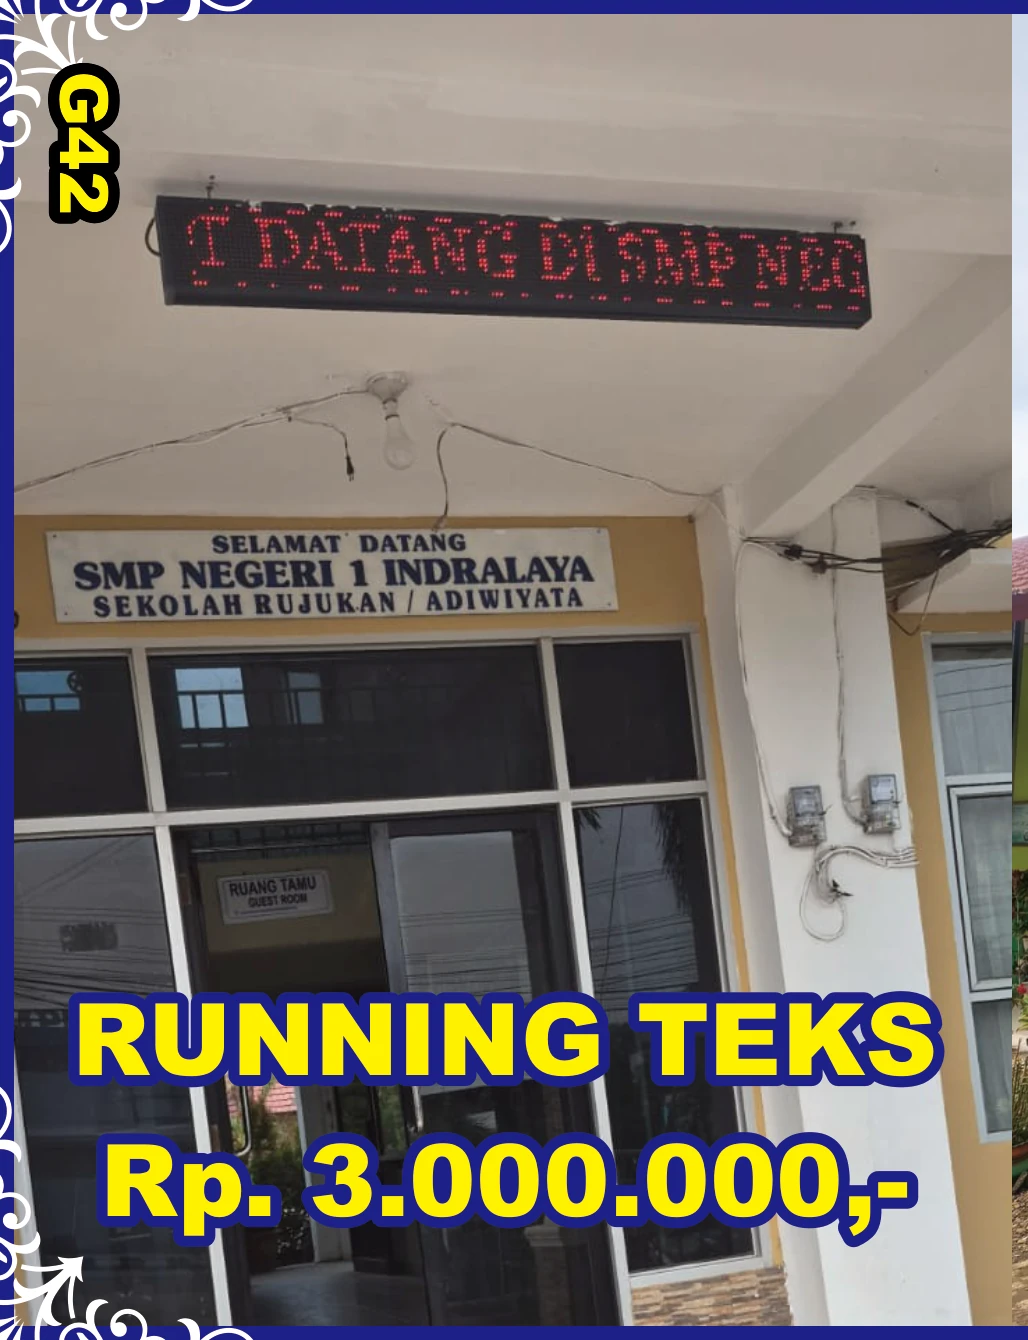 G42
T DATANG DI SMP NEG
SELAMAT DATANG
SMP NEGERI 1 INDRALAYA
SEKOLAH RUJUKAN / ADIWIYATA
RUANG TAMU
GUEST ROOM
RUNNING TEKS
Rp. 3.000.000,-